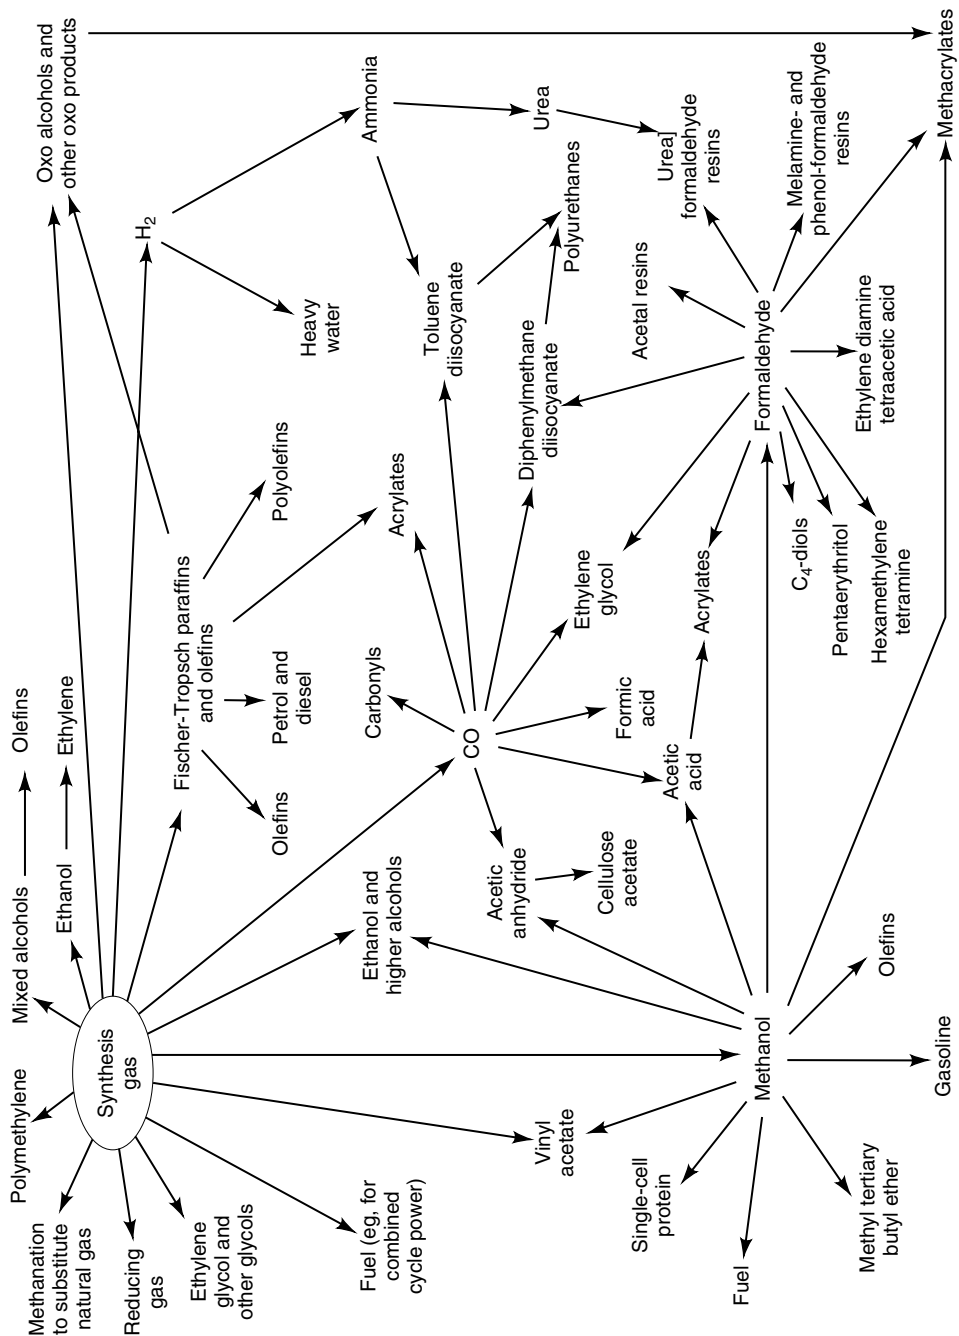 Methanation
to substitute
natural gas
Polymethylene
Mixed alcohols
Olefins
Ethanol
Ethylene
Oxo alcohols and
other oxo products
Reducing
gas
Synthesis
gas
H2
Ethylene
glycol and
other glycols
Fischer-Tropsch paraffins
and olefins
Olefins
Petrol and
diesel
Polyolefins
Heavy
water
Fuel (eg, for
combined
cycle power)
Ethanol and
higher alcohols
Carbonyls
Acrylates
Ammonia
CO
Toluene
diisocyanate
Acetic
anhydride
Diphenylmethane
diisocyanate
Urea
Polyurethanes
Vinyl
acetate
Cellulose
acetate
Ethylene
glycol
Formic
acid
Single-cell
protein
Acetic
acid
Acrylates
Acetal resins
Urea]
formaldehyde
resins
Fuel
Methanol
Formaldehyde
Melamine- and
phenol-formaldehyde
resins
C4-diols
Pentaerythritol
Hexamethylene
tetramine
Ethylene diamine
tetraacetic acid
Methyl tertiary
butyl ether
Olefins
Gasoline
Methacrylates